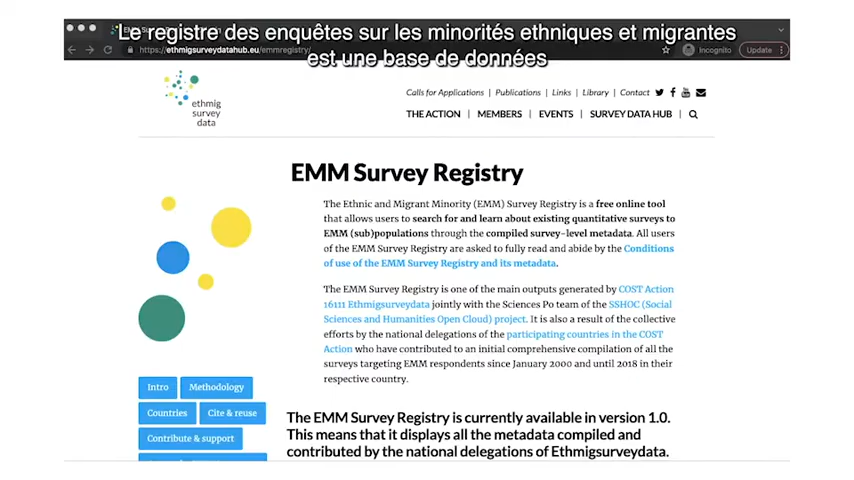 Le registre des enquêtes sur les minorités ethniques et migrantes
est une base de données
https://ethmigsurveydatahub.eu/emmregistry/
Incognito
Update
ethmig
survey
data
Calls for Applications | Publications | Links | Library | Contact
THE ACTION | MEMBERS | EVENTS | SURVEY DATA HUB |
EMM Survey Registry
The Ethnic and Migrant Minority (EMM) Survey Registry is a free online tool
that allows users to search for and learn about existing quantitative surveys to
EMM (sub)populations through the compiled survey-level metadata. All users
of the EMM Survey Registry are asked to fully read and abide by the Conditions
of use of the EMM Survey Registry and its metadata.
The EMM Survey Registry is one of the main outputs generated by COST Action
16111 Ethmigsurveydata jointly with the Sciences Po team of the SSHOC (Social
Sciences and Humanities Open Cloud) project. It is also a result of the collective
efforts by the national delegations of the participating countries in the COST
Action who have contributed to an initial comprehensive compilation of all the
surveys targeting EMM respondents since January 2000 and until 2018 in their
respective country.
Intro
Methodology
Countries
Cite & reuse
Contribute & support
The EMM Survey Registry is currently available in version 1.0.
This means that it displays all the metadata compiled and
contributed by the national delegations of Ethmigsurveydata.